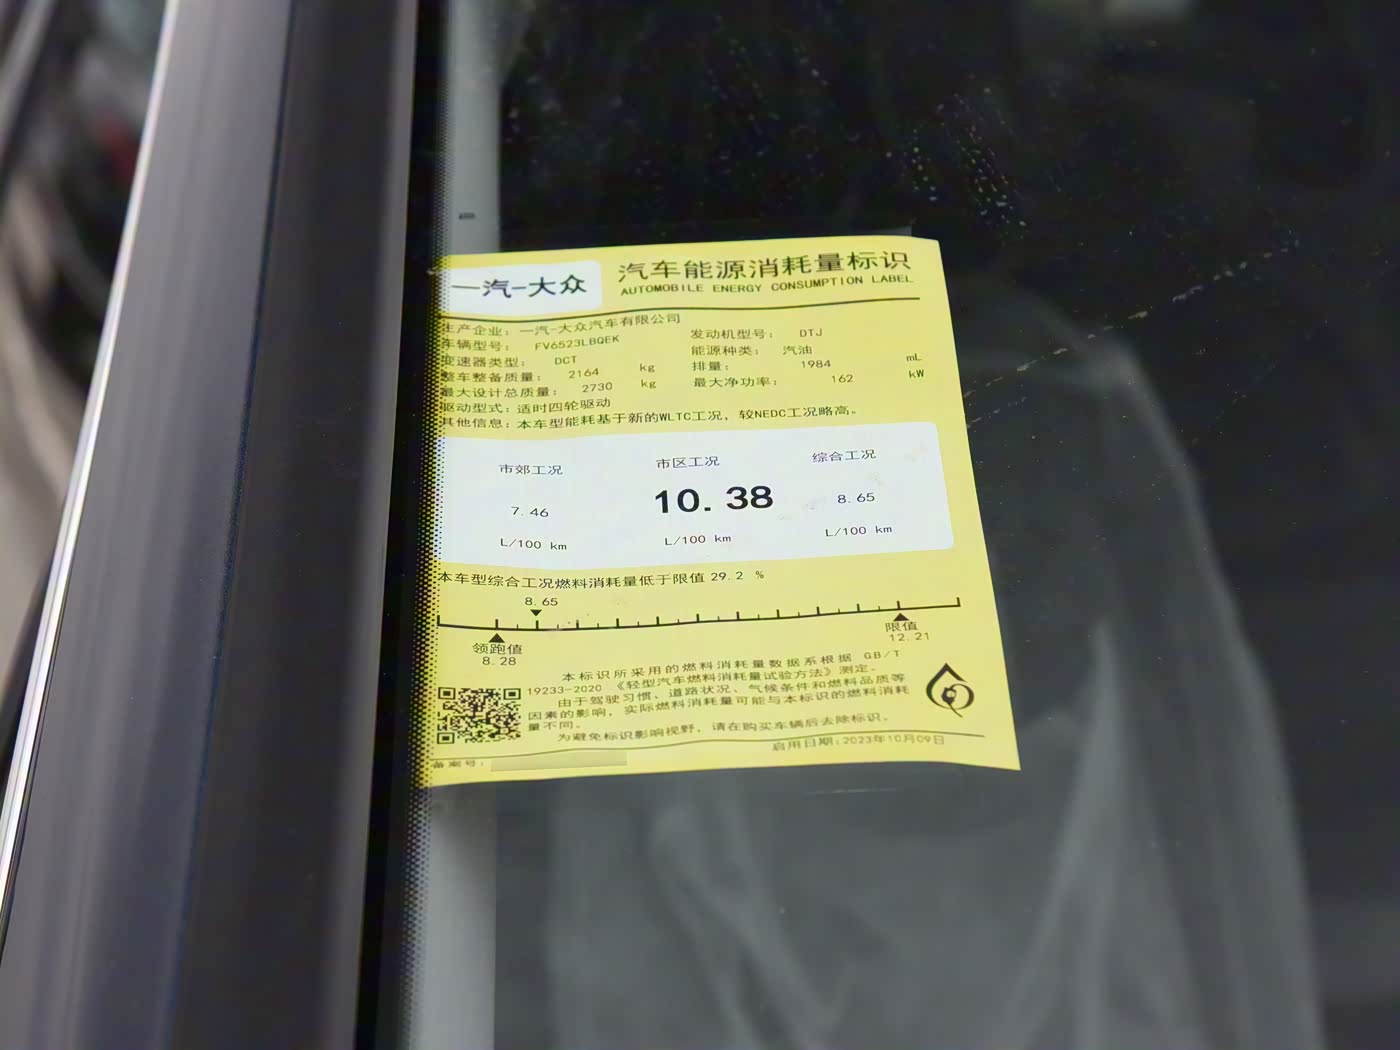 一汽-大众
汽车能源消耗量标识
AUTOMOBILE ENERGY CONSUMPTION LABEL
生产企业：一汽-大众汽车有限公司
车辆型号： FV6523LBQEK 发动机型号： DTJ
变速器类型： DCT 能源种类： 汽油
整车整备质量： 2164 kg 排量： 1984 mL
最大设计总质量： 2730 kg 最大净功率： 162 kW
驱动型式：适时四轮驱动
其他信息：本车型能耗基于新的WLTC工况，较NEDC工况略高。
市郊工况 市区工况 综合工况
7.46 10.38 8.65
L/100 km L/100 km L/100 km
本车型综合工况燃料消耗量低于限值 29.2 %
8.65
领跑值 限值
8.28 12.21
本标识所采用的燃料消耗量数据系根据 GB/T
19233-2020 《轻型汽车燃料消耗量试验方法》测定。
由于驾驶习惯、道路状况、气候条件和燃料品质等
因素的影响，实际燃料消耗量可能与本标识的燃料消耗
量不同。
为避免标识影响视野，请在购买车辆后去除标识。
备案号： 启用日期：2023年10月09日